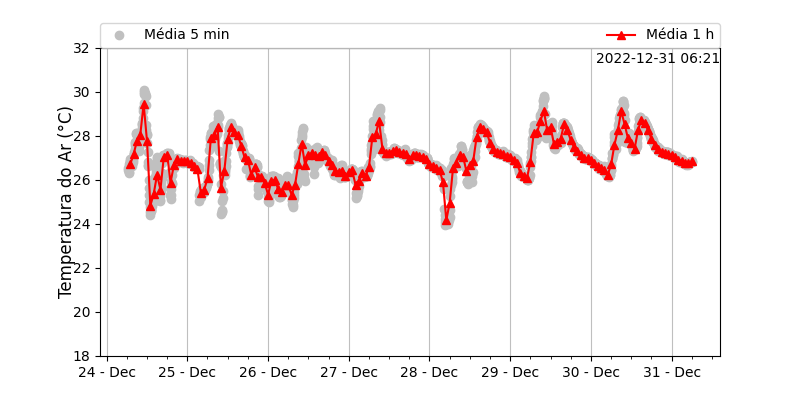 Média 5 min
Média 1 h
2022-12-31 06:21
Temperatura do Ar (°C)
32
30
28
26
24
22
20
18
24 - Dec
25 - Dec
26 - Dec
27 - Dec
28 - Dec
29 - Dec
30 - Dec
31 - Dec